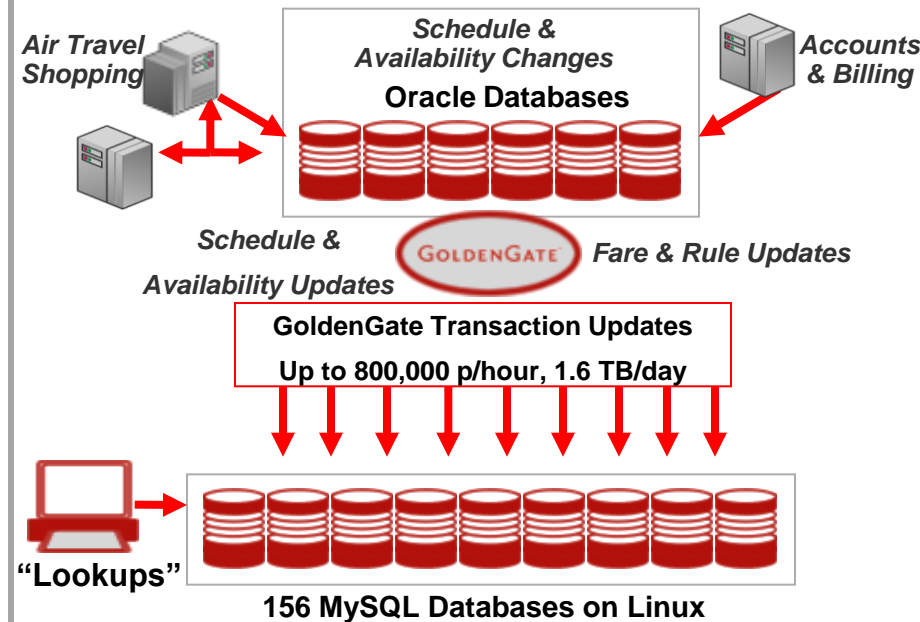 Air Travel
Shopping
Schedule &
Availability Changes
Oracle Databases
Accounts
& Billing
Schedule &
Availability Updates
GOLDENGATE
Fare & Rule Updates
GoldenGate Transaction Updates
Up to 800,000 p/hour, 1.6 TB/day
“Lookups”
156 MySQL Databases on Linux